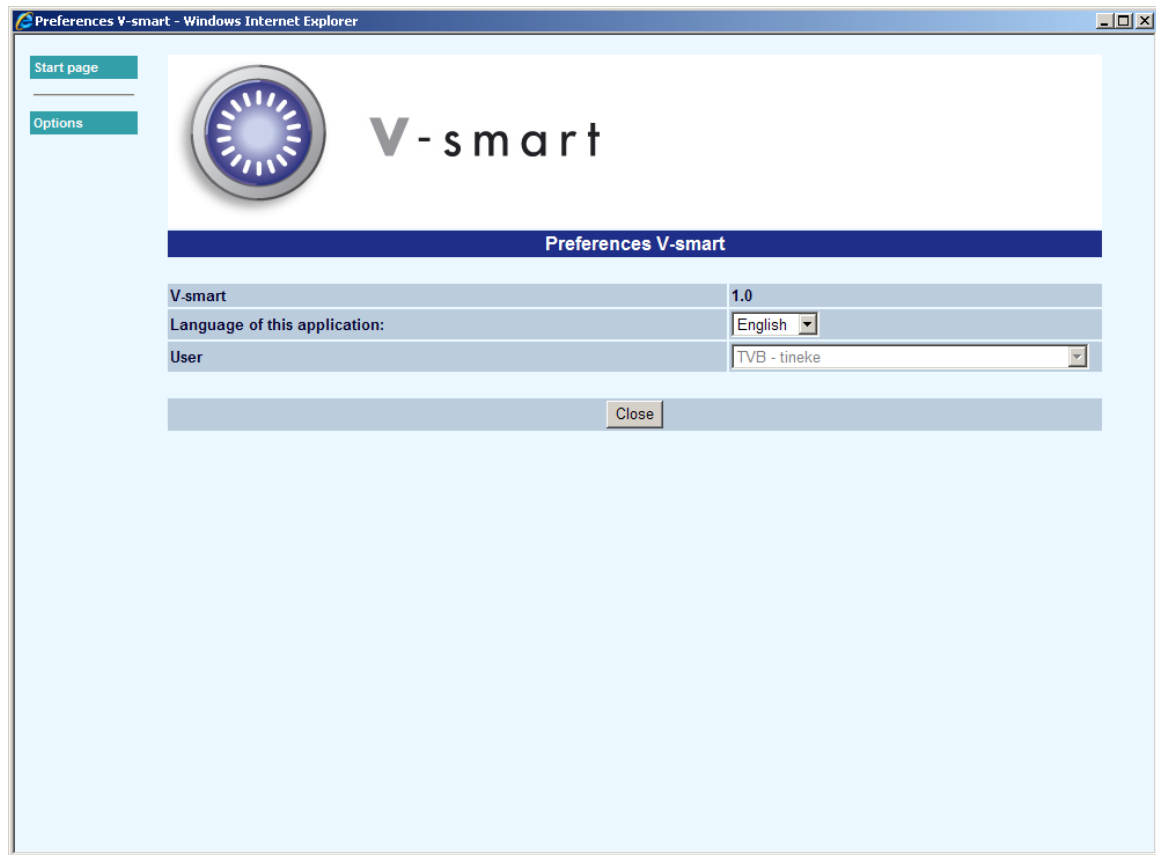 Preferences V-smart - Windows Internet Explorer
Start page
Options
V-smart
Preferences V-smart
V-smart 1.0
Language of this application: English
User TVB - tineke
Close